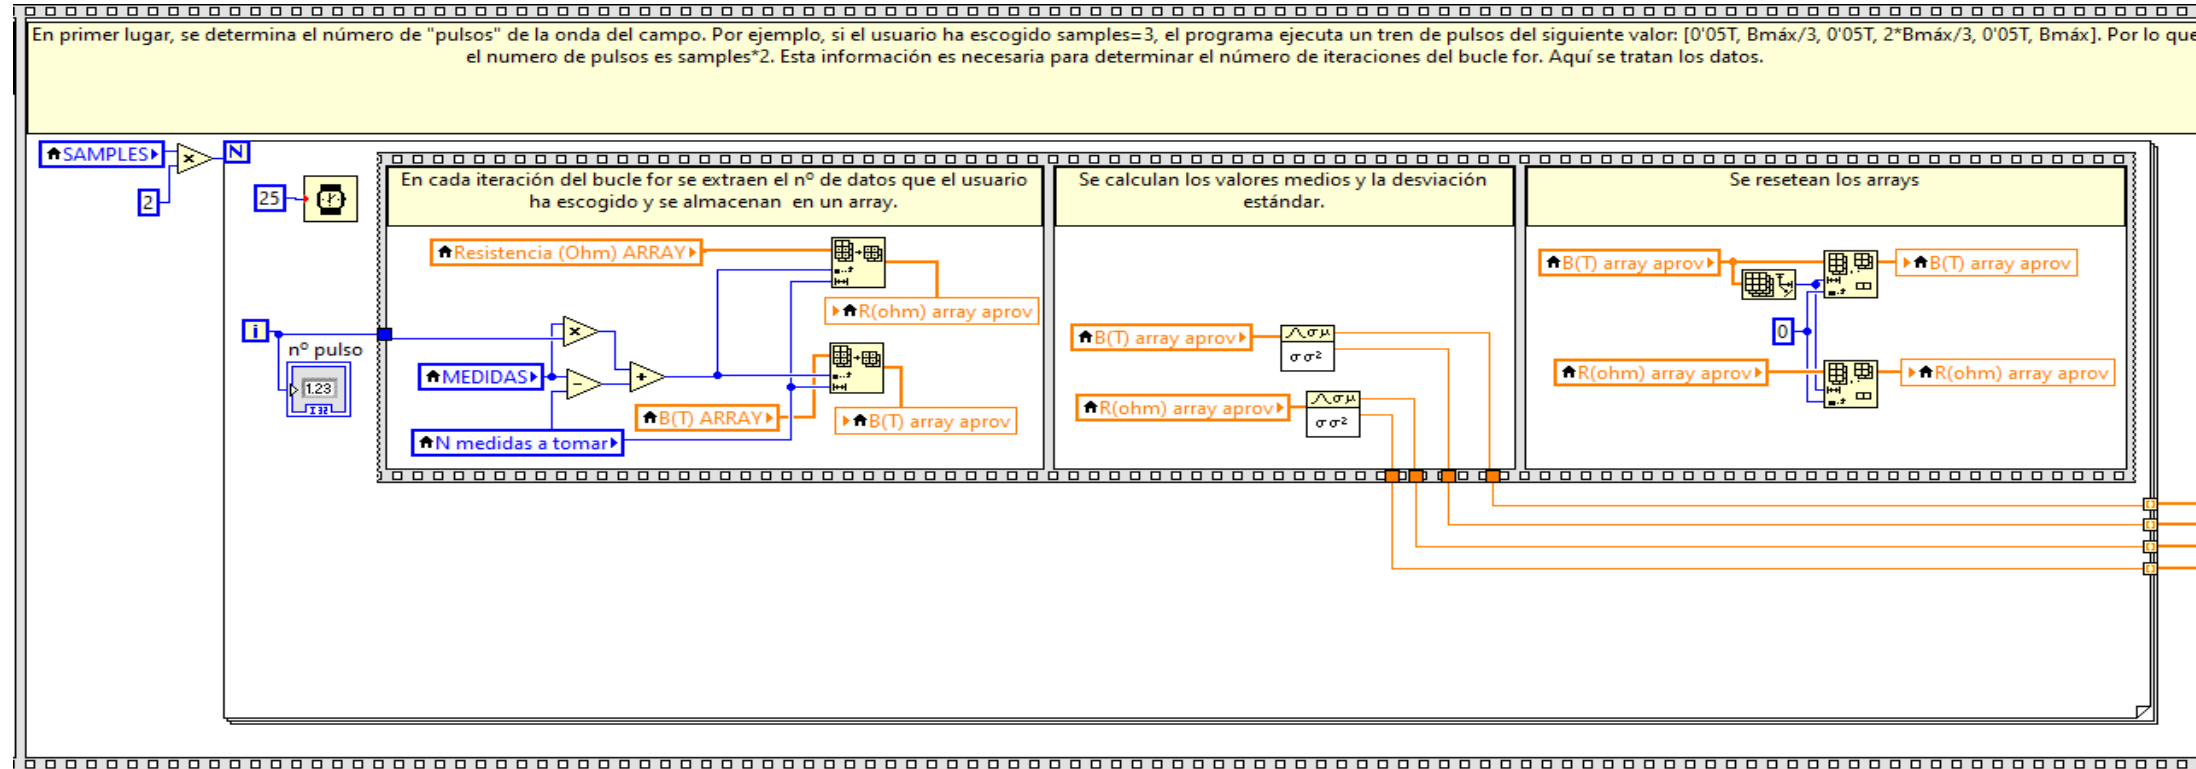 En primer lugar, se determina el número de "pulsos" de la onda del campo. Por ejemplo, si el usuario ha escogido samples=3, el programa ejecuta un tren de pulsos del siguiente valor: [0'05T, Bmáx/3, 0'05T, 2*Bmáx/3, 0'05T, Bmáx]. Por lo que
el numero de pulsos es samples*2. Esta información es necesaria para determinar el número de iteraciones del bucle for. Aquí se tratan los datos.
SAMPLES
x
N
2
25
En cada iteración del bucle for se extraen el nº de datos que el usuario
ha escogido y se almacenan en un array.
Resistencia (Ohm) ARRAY
R(ohm) array aprov
i
nº pulso
1.23
I32
x
MEDIDAS
-
+
B(T) ARRAY
B(T) array aprov
N medidas a tomar
Se calculan los valores medios y la desviación
estándar.
B(T) array aprov
σμ
σσ²
R(ohm) array aprov
σμ
σσ²
Se resetean los arrays
B(T) array aprov
B(T) array aprov
0
R(ohm) array aprov
R(ohm) array aprov